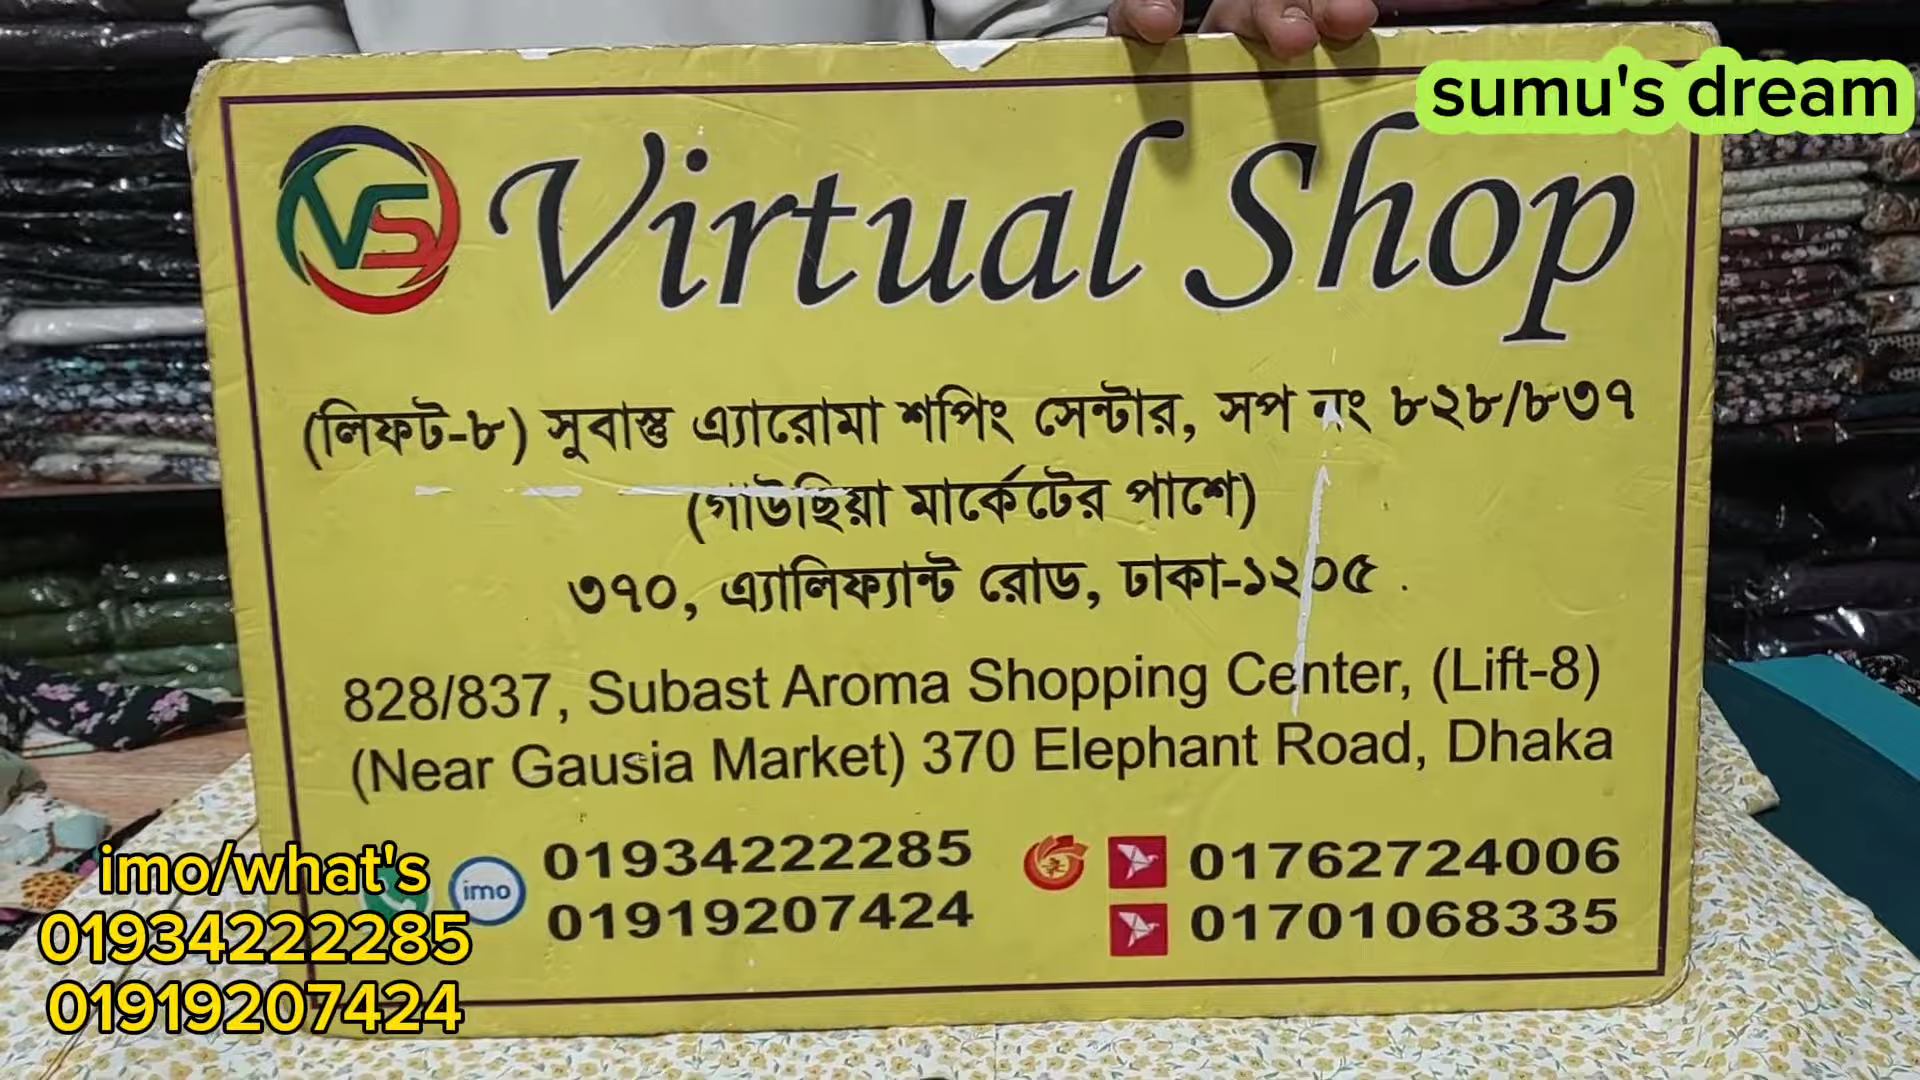 sumu's dream
VS Virtual Shop
(লিফট-৮) সুবাস্তু এ্যারোমা শপিং সেন্টার, সপ নং ৮২৮/৮৩৭
(গাউছিয়া মার্কেটের পাশে)
৩৭০, এ্যালিফ্যান্ট রোড, ঢাকা-১২০৫ .
828/837, Subast Aroma Shopping Center, (Lift-8)
(Near Gausia Market) 370 Elephant Road, Dhaka
imo 01934222285
01919207424
01762724006
01701068335
imo/what's
01934222285
01919207424